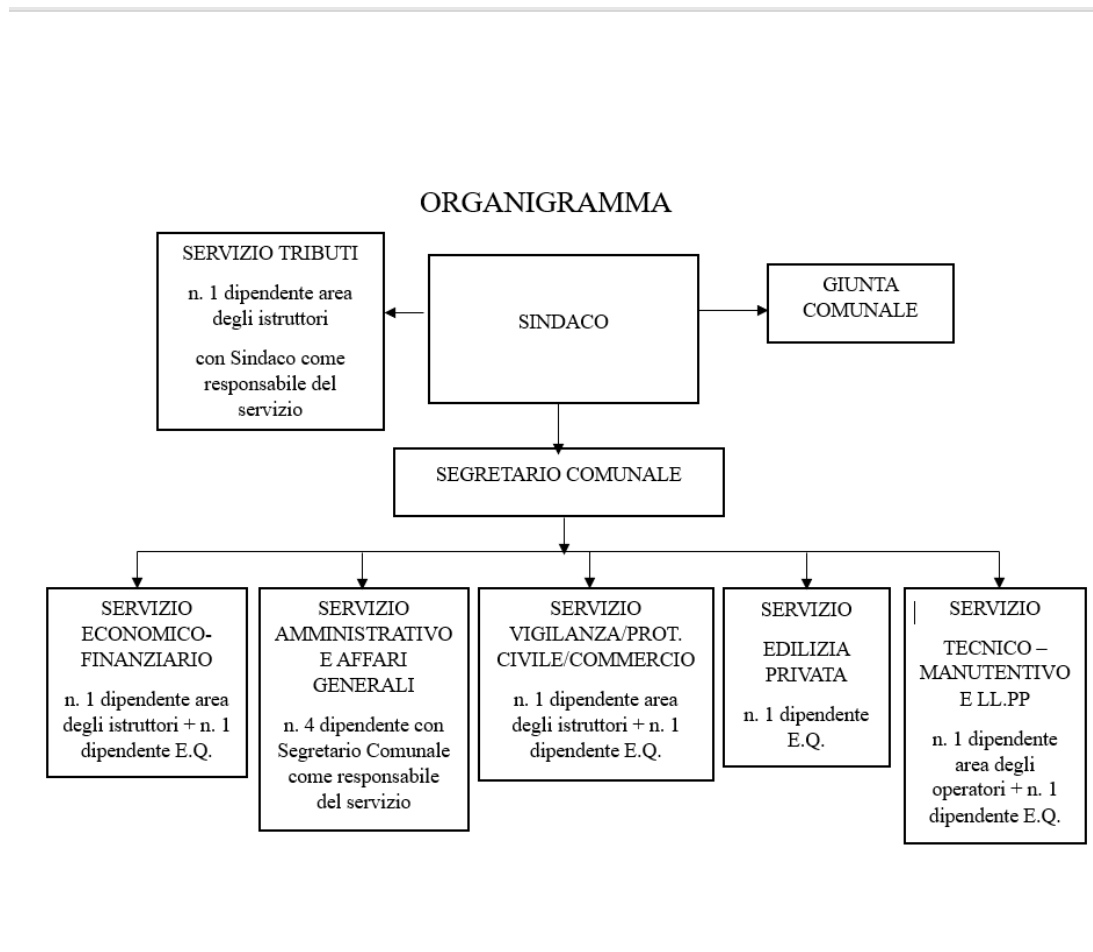 ORGANIGRAMMA
SERVIZIO TRIBUTI
n. 1 dipendente area
degli istruttori
con Sindaco come
responsabile del
servizio
SINDACO
GIUNTA
COMUNALE
SEGRETARIO COMUNALE
SERVIZIO
ECONOMICO-
FINANZIARIO
n. 1 dipendente area
degli istruttori + n. 1
dipendente E.Q.
SERVIZIO
AMMINISTRATIVO
E AFFARI
GENERALI
n. 4 dipendente con
Segretario Comunale
come responsabile
del servizio
SERVIZIO
VIGILANZA/PROT.
CIVILE/COMMERCIO
n. 1 dipendente area
degli istruttori + n. 1
dipendente E.Q.
SERVIZIO
EDILIZIA
PRIVATA
n. 1 dipendente
E.Q.
SERVIZIO
TECNICO –
MANUTENTIVO
E LL.PP
n. 1 dipendente
area degli
operatori + n. 1
dipendente E.Q.